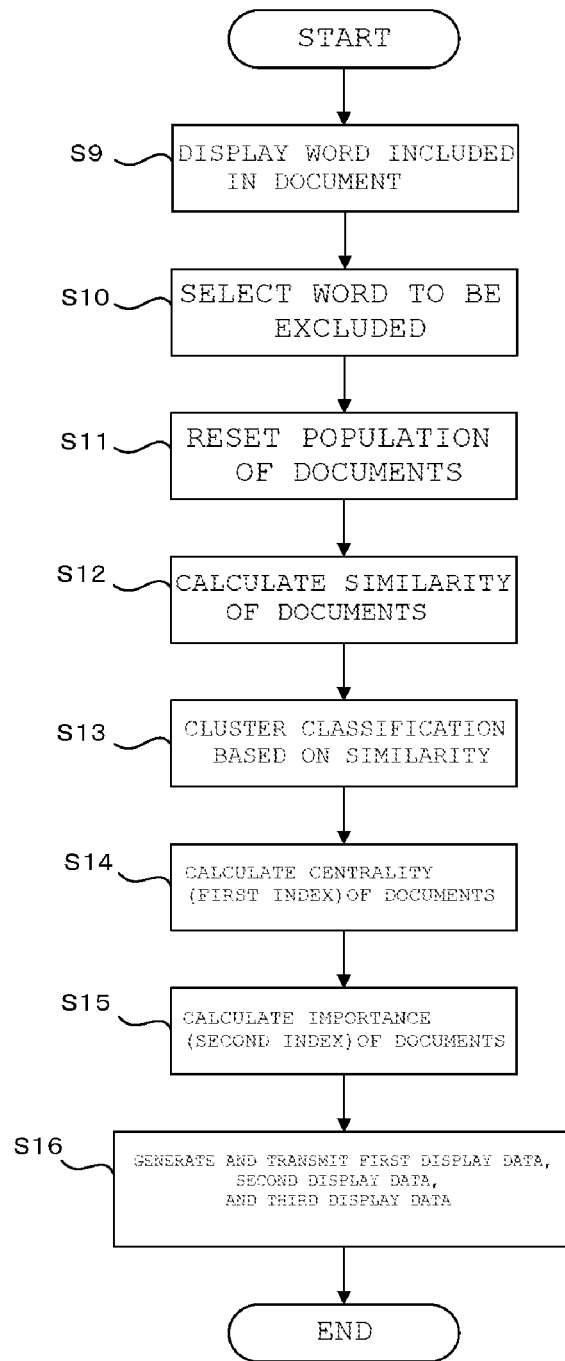 START
S9
DISPLAY WORD INCLUDED
IN DOCUMENT
S10
SELECT WORD TO BE
EXCLUDED
S11
RESET POPULATION
OF DOCUMENTS
S12
CALCULATE SIMILARITY
OF DOCUMENTS
S13
CLUSTER CLASSIFICATION
BASED ON SIMILARITY
S14
CALCULATE CENTRALITY
(FIRST INDEX)OF DOCUMENTS
S15
CALCULATE IMPORTANCE
(SECOND INDEX)OF DOCUMENTS
S16
GENERATE AND TRANSMIT FIRST DISPLAY DATA,
SECOND DISPLAY DATA,
AND THIRD DISPLAY DATA
END